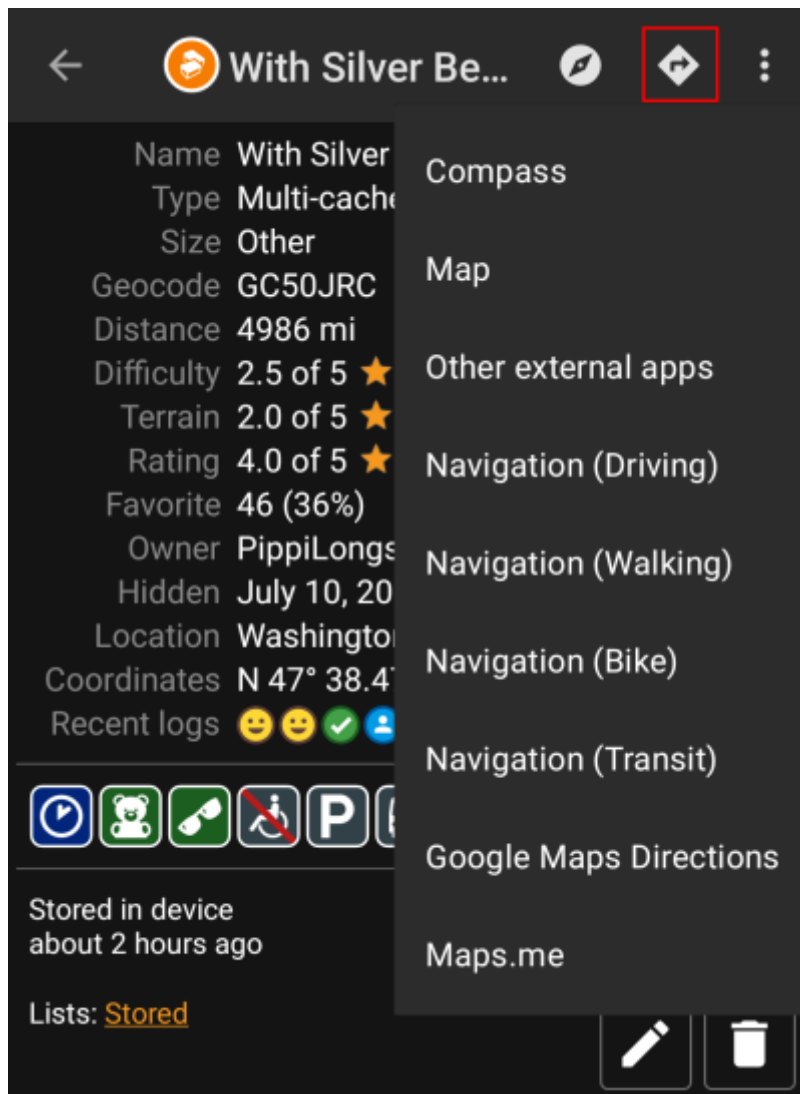 With Silver Be...
Name With Silver
Type Multi-cache
Size Other
Geocode GC50JRC
Distance 4986 mi
Difficulty 2.5 of 5
Terrain 2.0 of 5
Rating 4.0 of 5
Favorite 46 (36%)
Owner PippiLongs
Hidden July 10, 20
Location Washington
Coordinates N 47° 38.47
Recent logs
P
Stored in device
about 2 hours ago
Lists: Stored
Compass
Map
Other external apps
Navigation (Driving)
Navigation (Walking)
Navigation (Bike)
Navigation (Transit)
Google Maps Directions
Maps.me